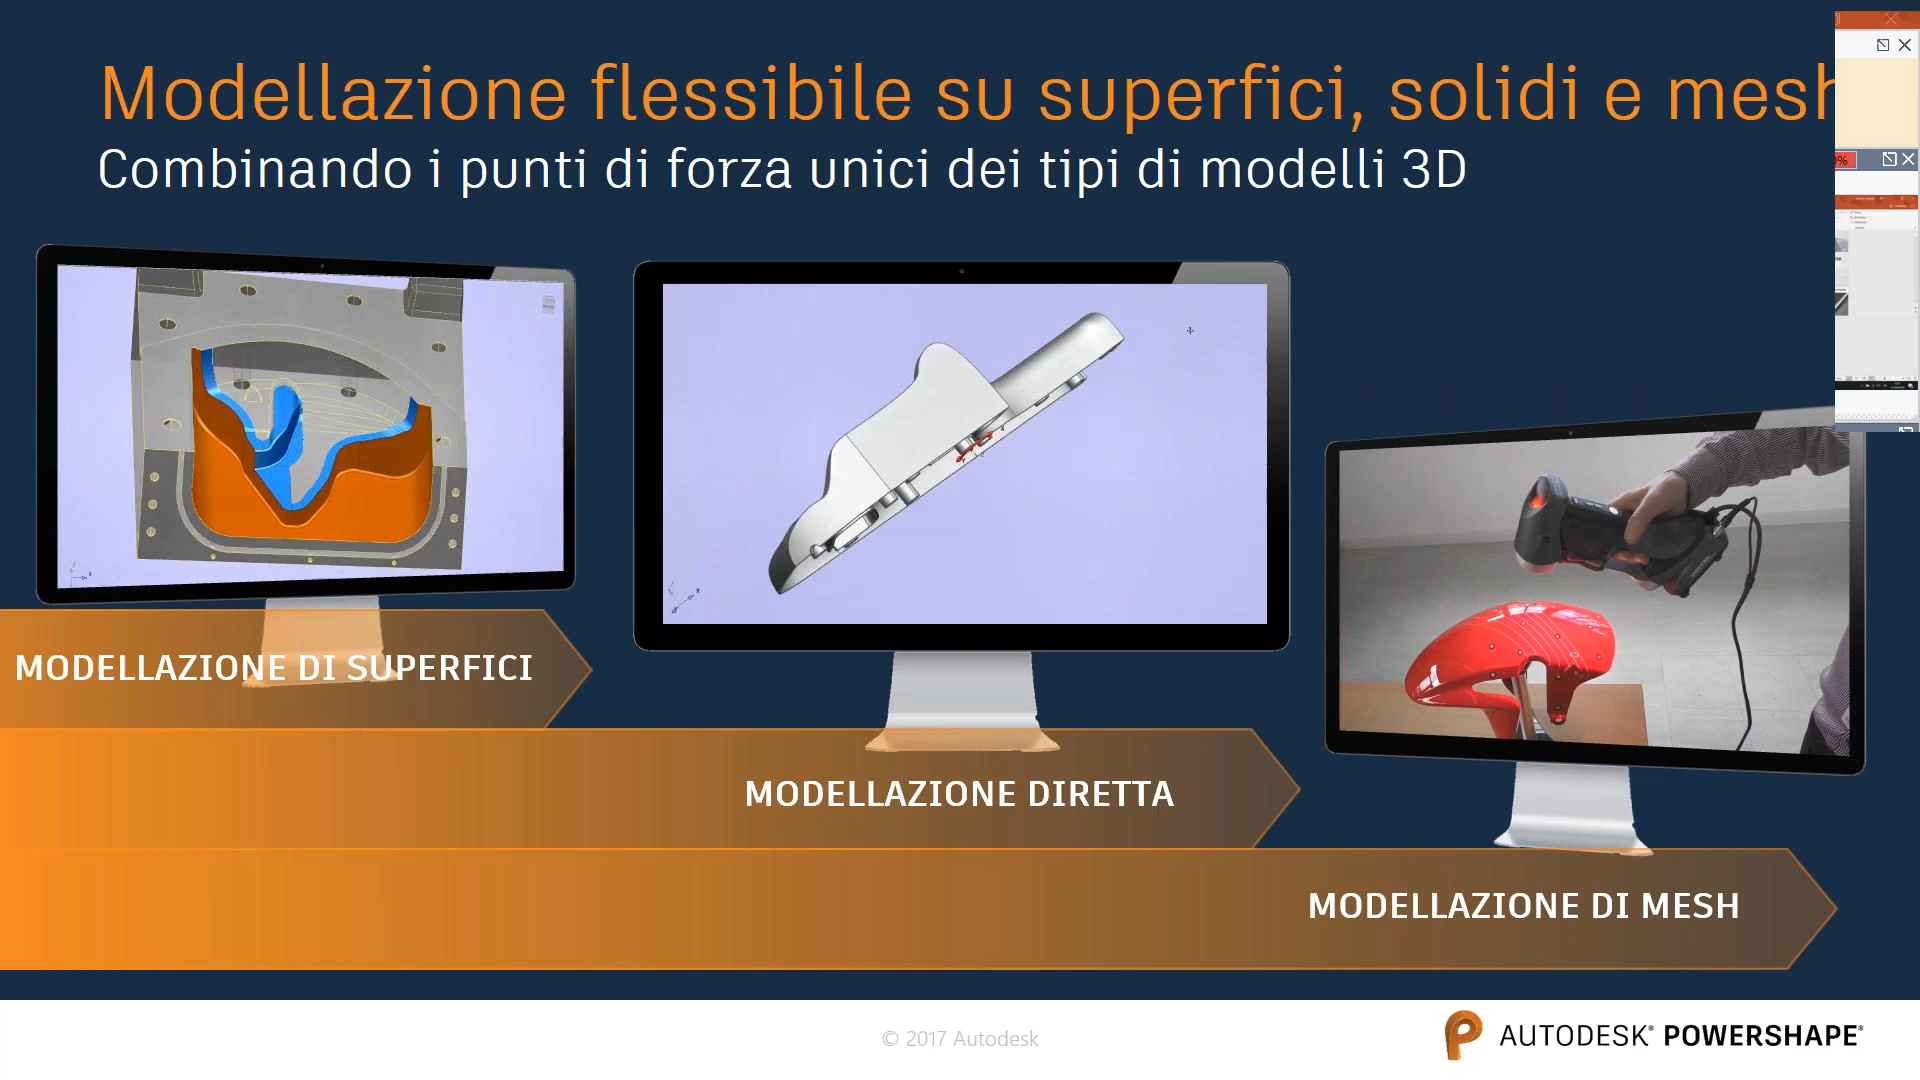 Modellazione flessibile su superfici, solidi e mesh
Combinando i punti di forza unici dei tipi di modelli 3D
MODELLAZIONE DI SUPERFICI
MODELLAZIONE DIRETTA
MODELLAZIONE DI MESH
© 2017 Autodesk
AUTODESK® POWERSHAPE®